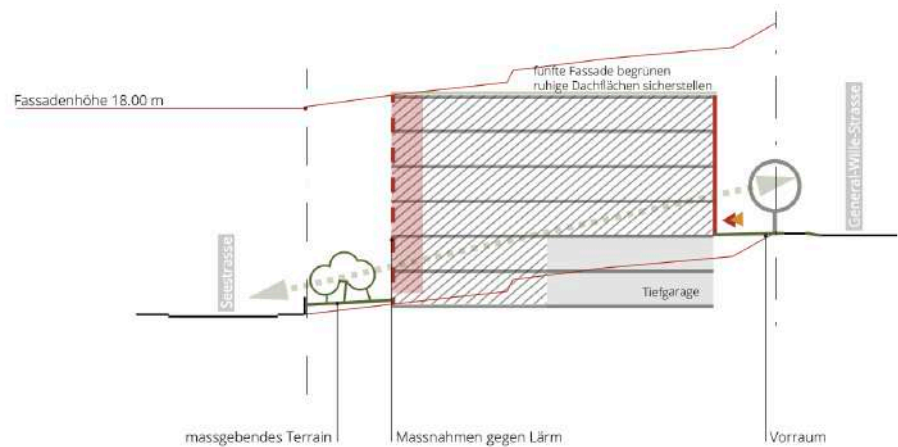 fünfte Fassade begrünen
ruhige Dachflächen sicherstellen
Fassadenhöhe 18.00 m
General-Wille-Strasse
Seestrasse
Tiefgarage
massgebendes Terrain
Massnahmen gegen Lärm
Vorraum